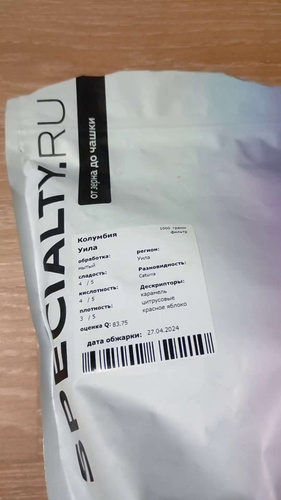 SPECIALTY.RU
от зерна до чашки
1000 грамм
Фильтр
Колумбия
Уила
обработка:
мытый
сладость:
4 / 5
кислотность:
4 / 5
плотность:
3 / 5
оценка Q: 83.75
регион:
Уила
Разновидность:
Caturra
Дескрипторы:
карамель
цитрусовые
красное яблоко
дата обжарки: 27.04.2024